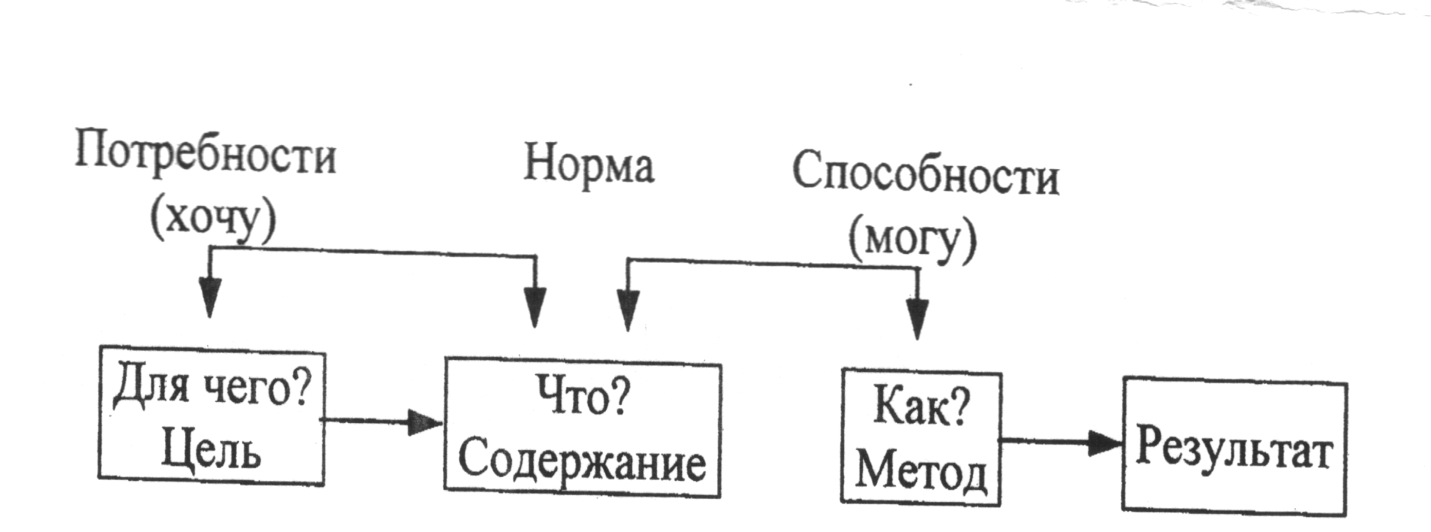 Потребности
(хочу)
Норма
Способности
(могу)
Для чего?
Цель
Что?
Содержание
Как?
Метод
Результат